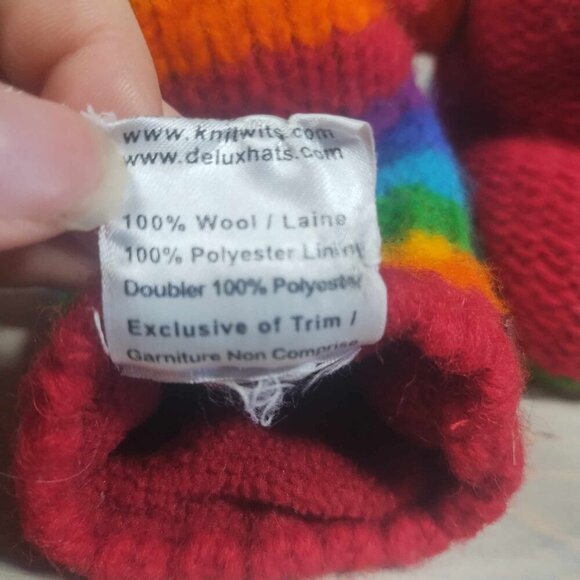 www.knitwits.com
www.deluxhats.com
100% Wool / Laine
100% Polyester Lining
Doubler 100% Polyester
Exclusive of Trim /
Garniture Non Comprise